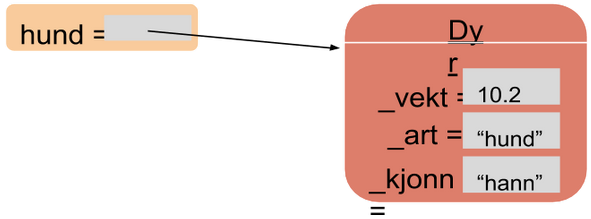 hund =
Dy
r
_vekt = 10.2
_art = “hund”
_kjonn “hann”
=